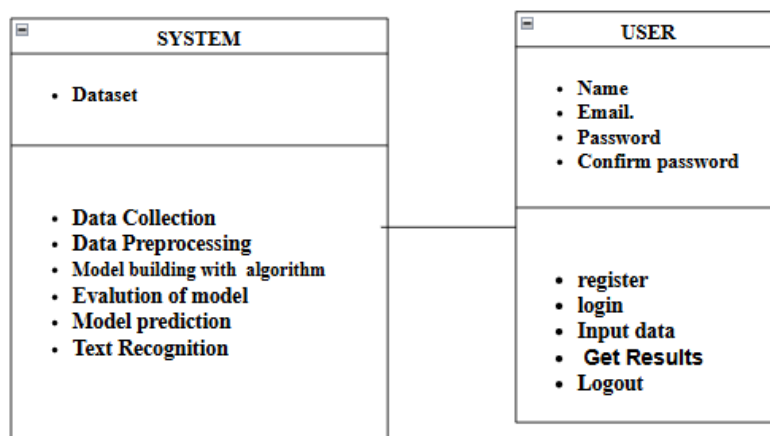 SYSTEM
• Dataset
• Data Collection
• Data Preprocessing
• Model building with algorithm
• Evalution of model
• Model prediction
• Text Recognition
USER
• Name
• Email.
• Password
• Confirm password
• register
• login
• Input data
• Get Results
• Logout